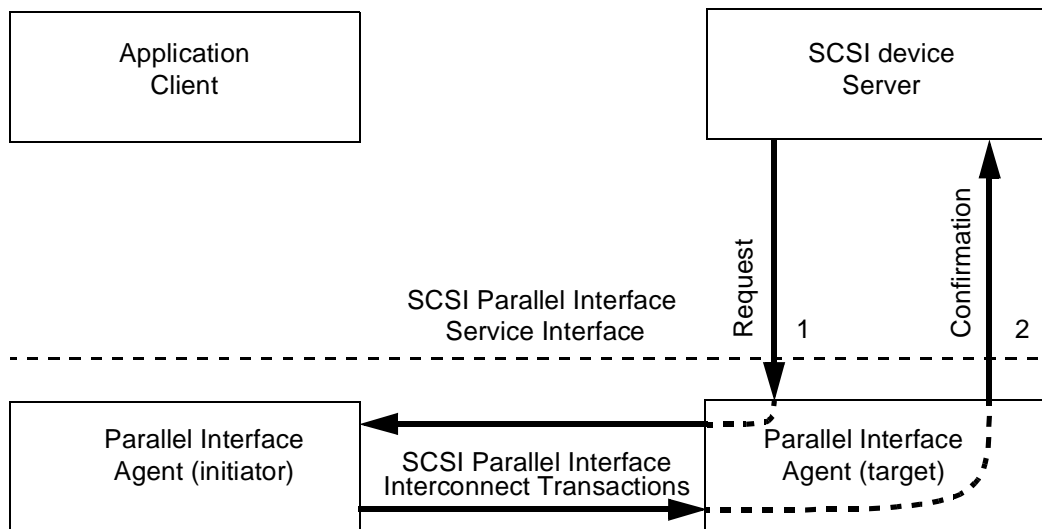 Application
Client
SCSI device
Server
Request
1
Confirmation
2
SCSI Parallel Interface
Service Interface
Parallel Interface
Agent (initiator)
SCSI Parallel Interface
Interconnect Transactions
Parallel Interface
Agent (target)